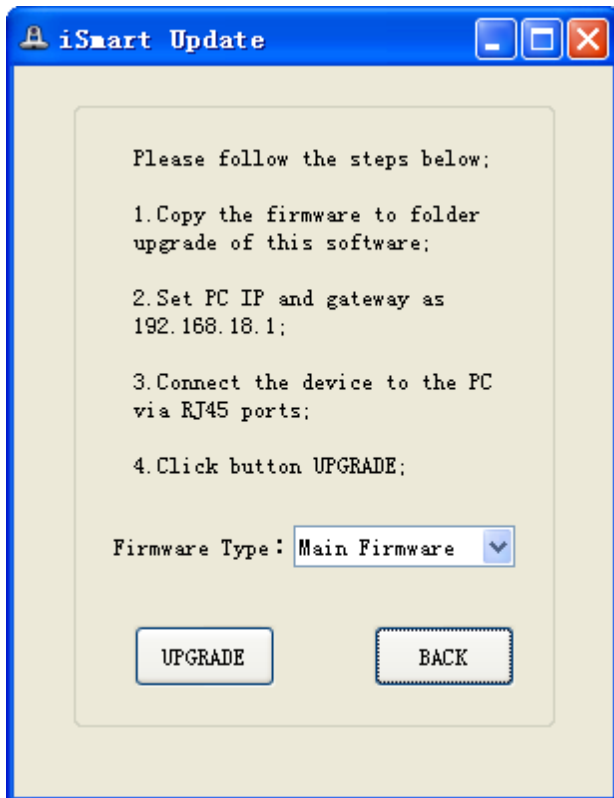 iSmart Update
Please follow the steps below;
1.Copy the firmware to folder
upgrade of this software;
2.Set PC IP and gateway as
192.168.18.1;
3.Connect the device to the PC
via RJ45 ports;
4.Click button UPGRADE;
Firmware Type: Main Firmware
UPGRADE BACK